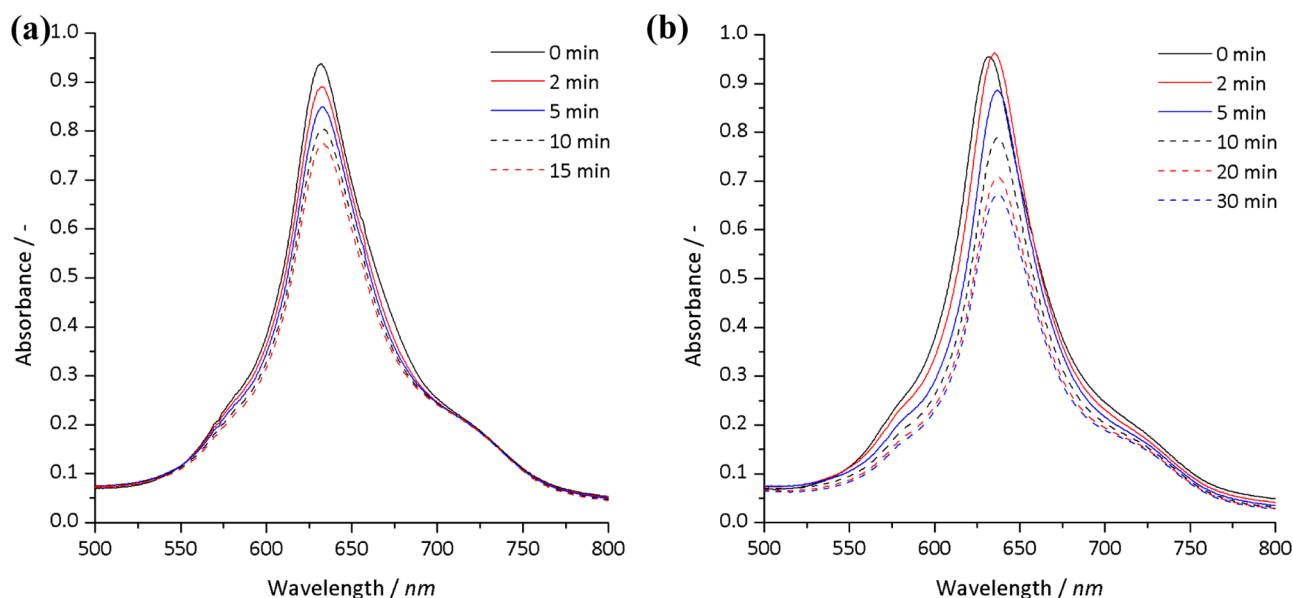 (a)
1.0
0.9
0.8
0.7
0.6
0.5
0.4
0.3
0.2
0.1
0.0
Absorbance / -
500
550
600
650
700
750
800
Wavelength / nm
0 min
2 min
5 min
10 min
15 min
(b)
1.0
0.9
0.8
0.7
0.6
0.5
0.4
0.3
0.2
0.1
0.0
Absorbance / -
500
550
600
650
700
750
800
Wavelength / nm
0 min
2 min
5 min
10 min
20 min
30 min